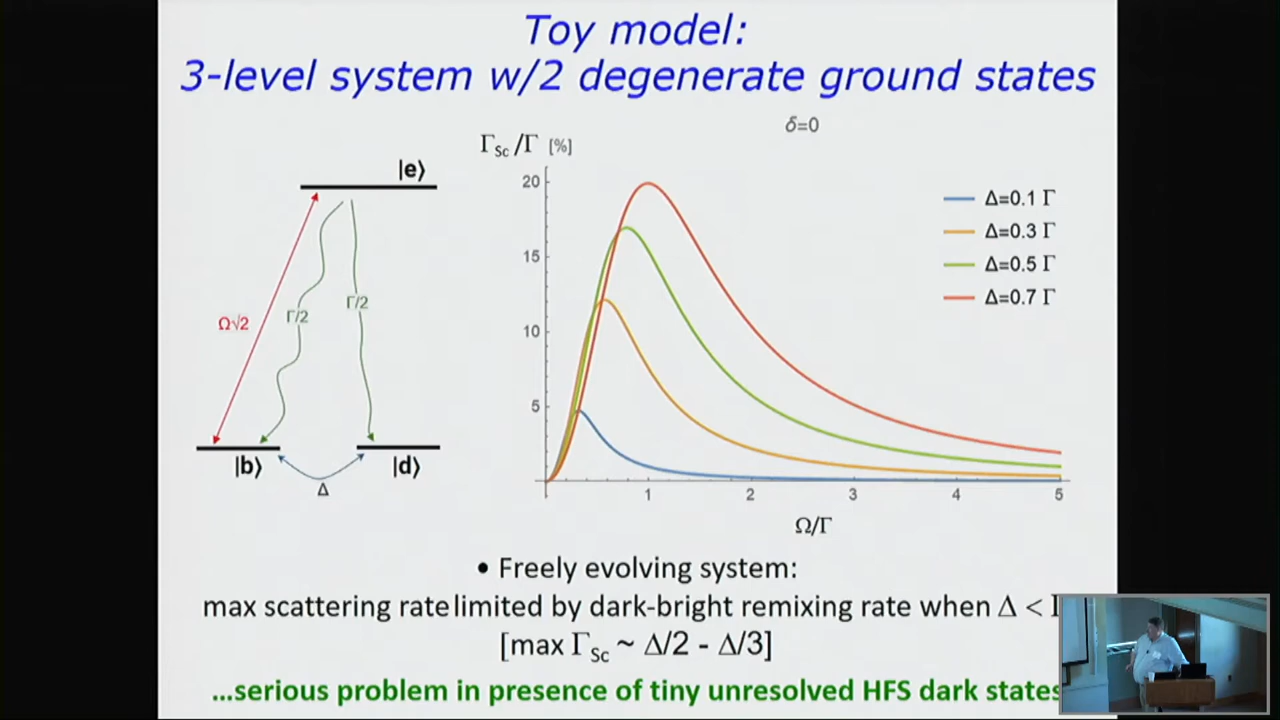 Toy model:
3-level system w/2 degenerate ground states
δ=0
Γ_Sc /Γ [%]
|e⟩
20
15
10
5
Δ=0.1 Γ
Δ=0.3 Γ
Δ=0.5 Γ
Δ=0.7 Γ
Ω√2
Γ/2
Γ/2
|b⟩
|d⟩
Δ
1
2
3
4
5
Ω/Γ
• Freely evolving system:
max scattering rate limited by dark-bright remixing rate when Δ <
[max Γ_Sc ~ Δ/2 - Δ/3]
...serious problem in presence of tiny unresolved HFS dark states